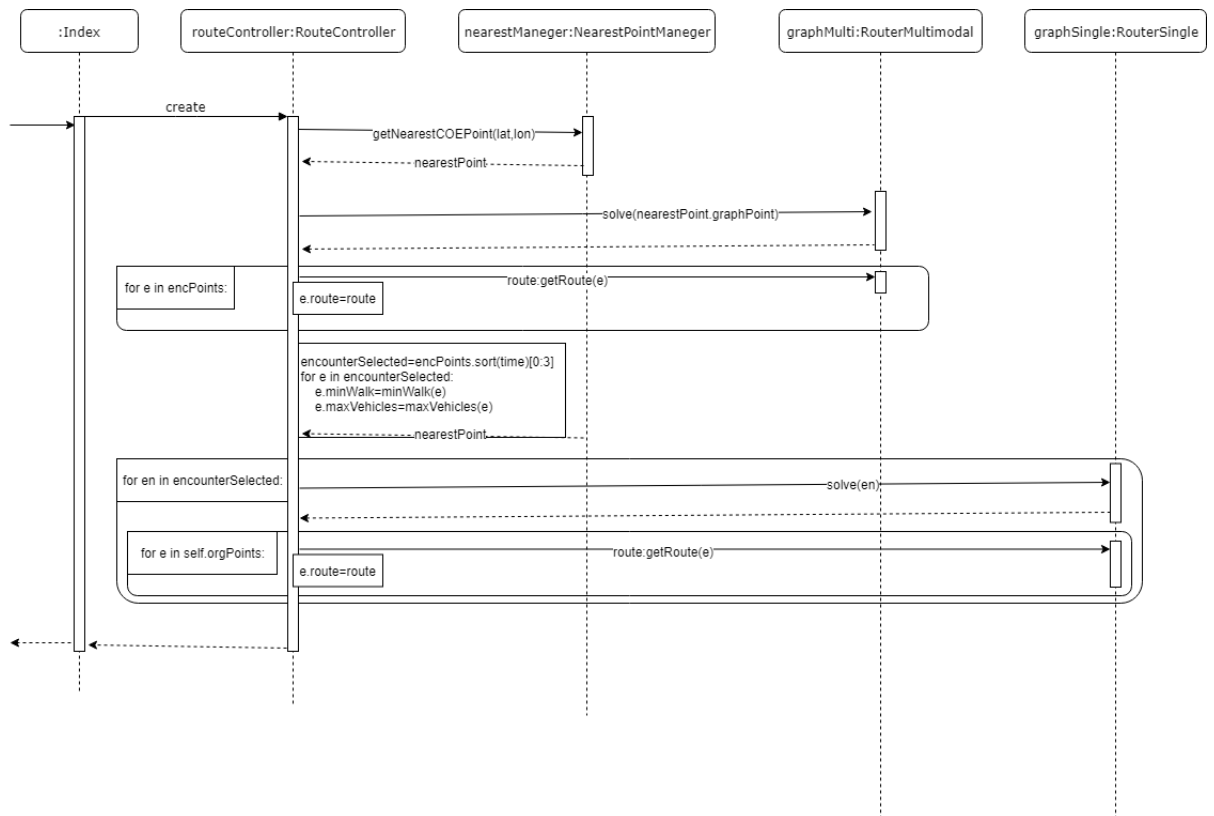 :Index
routeController:RouteController
nearestManeger:NearestPointManeger
graphMulti:RouterMultimodal
graphSingle:RouterSingle
create
getNearestCOEPoint(lat,lon)
nearestPoint
solve(nearestPoint.graphPoint)
for e in encPoints:
route:getRoute(e)
e.route=route
encounterSelected=encPoints.sort(time)[0:3]
for e in encounterSelected:
e.minWalk=minWalk(e)
e.maxVehicles=maxVehicles(e)
nearestPoint
for en in encounterSelected:
solve(en)
for e in self.orgPoints:
route:getRoute(e)
e.route=route